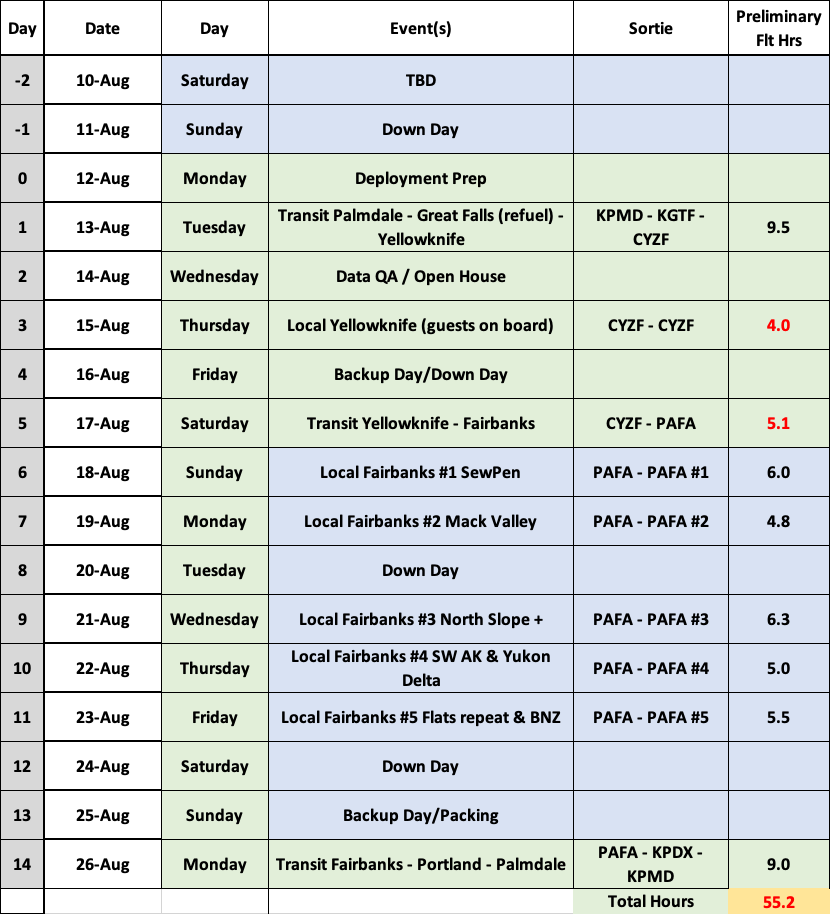 Day Date Day Event(s) Sortie Preliminary
Flt Hrs
-2 10-Aug Saturday TBD
-1 11-Aug Sunday Down Day
0 12-Aug Monday Deployment Prep
1 13-Aug Tuesday Transit Palmdale - Great Falls (refuel) -
Yellowknife KPMD - KGTF -
CYZF 9.5
2 14-Aug Wednesday Data QA / Open House
3 15-Aug Thursday Local Yellowknife (guests on board) CYZF - CYZF 4.0
4 16-Aug Friday Backup Day/Down Day
5 17-Aug Saturday Transit Yellowknife - Fairbanks CYZF - PAFA 5.1
6 18-Aug Sunday Local Fairbanks #1 SewPen PAFA - PAFA #1 6.0
7 19-Aug Monday Local Fairbanks #2 Mack Valley PAFA - PAFA #2 4.8
8 20-Aug Tuesday Down Day
9 21-Aug Wednesday Local Fairbanks #3 North Slope + PAFA - PAFA #3 6.3
10 22-Aug Thursday Local Fairbanks #4 SW AK & Yukon
Delta PAFA - PAFA #4 5.0
11 23-Aug Friday Local Fairbanks #5 Flats repeat & BNZ PAFA - PAFA #5 5.5
12 24-Aug Saturday Down Day
13 25-Aug Sunday Backup Day/Packing
14 26-Aug Monday Transit Fairbanks - Portland - Palmdale PAFA - KPDX -
KPMD 9.0
Total Hours 55.2